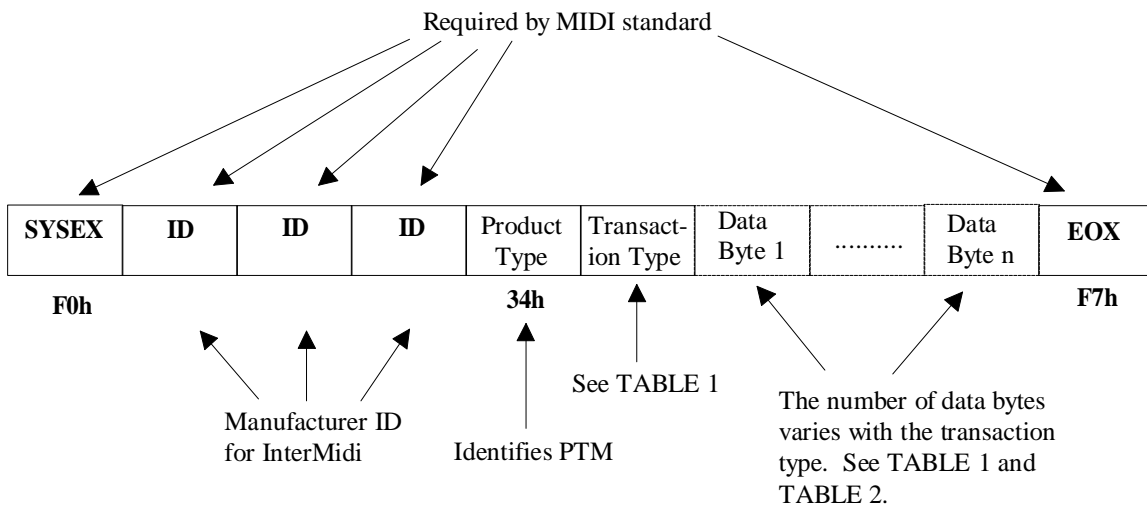 Required by MIDI standard
SYSEX ID ID ID Product Type Transact-ion Type Data Byte 1 .......... Data Byte n EOX
F0h 34h F7h
See TABLE 1
Manufacturer ID
for InterMidi
Identifies PTM
The number of data bytes
varies with the transaction
type. See TABLE 1 and
TABLE 2.